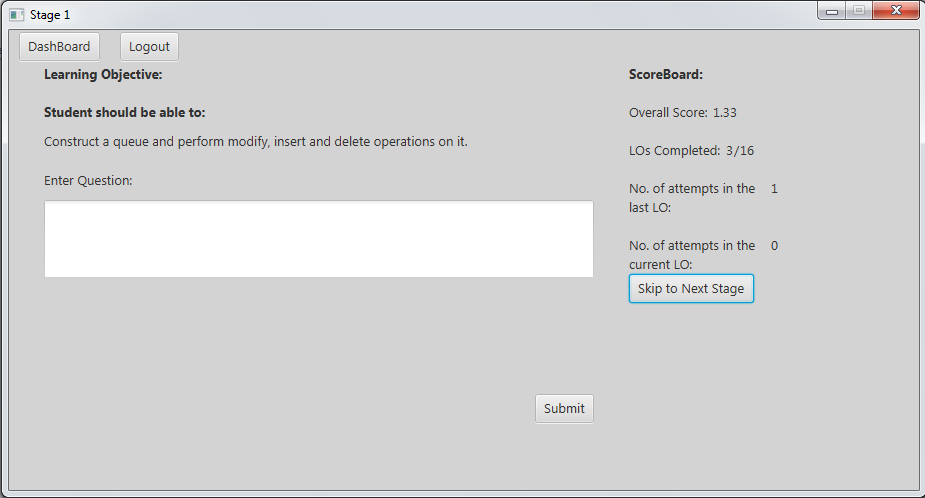 Stage 1
DashBoard
Logout
Learning Objective:
Student should be able to:
Construct a queue and perform modify, insert and delete operations on it.
Enter Question:
Submit
ScoreBoard:
Overall Score: 1.33
LOs Completed: 3/16
No. of attempts in the 1
last LO:
No. of attempts in the 0
current LO:
Skip to Next Stage